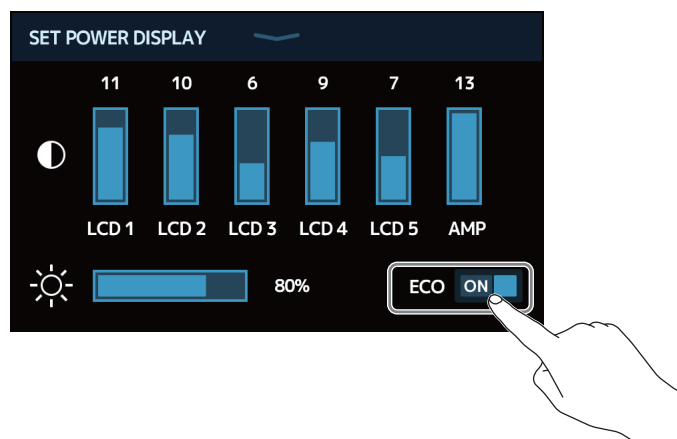 SET POWER DISPLAY
11 10 6 9 7 13
LCD 1 LCD 2 LCD 3 LCD 4 LCD 5 AMP
80% ECO ON